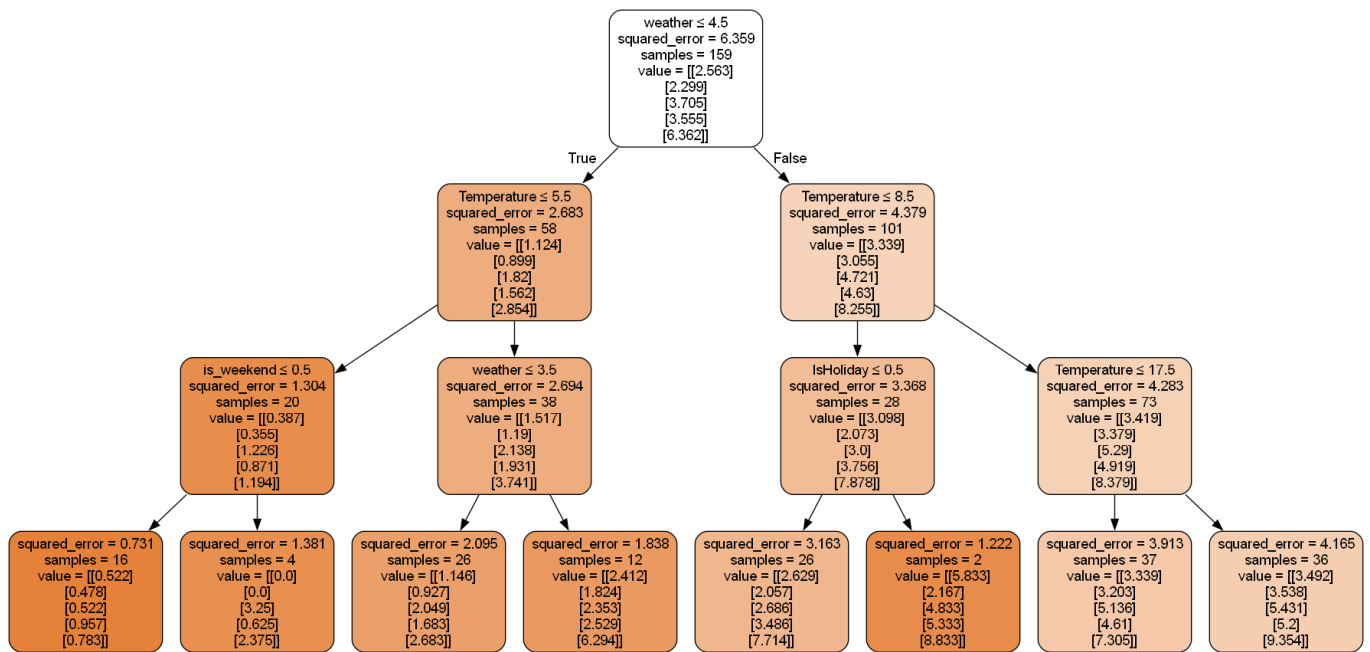 weather ≤ 4.5
squared_error = 6.359
samples = 159
value = [[2.563]
[2.299]
[3.705]
[3.555]
[6.362]]
True
False
Temperature ≤ 5.5
squared_error = 2.683
samples = 58
value = [[1.124]
[0.899]
[1.82]
[1.562]
[2.854]]
Temperature ≤ 8.5
squared_error = 4.379
samples = 101
value = [[3.339]
[3.055]
[4.721]
[4.63]
[8.255]]
is_weekend ≤ 0.5
squared_error = 1.304
samples = 20
value = [[0.387]
[0.355]
[1.226]
[0.871]
[1.194]]
weather ≤ 3.5
squared_error = 2.694
samples = 38
value = [[1.517]
[1.19]
[2.138]
[1.931]
[3.741]]
IsHoliday ≤ 0.5
squared_error = 3.368
samples = 28
value = [[3.098]
[2.073]
[3.0]
[3.756]
[7.878]]
Temperature ≤ 17.5
squared_error = 4.283
samples = 73
value = [[3.419]
[3.379]
[5.29]
[4.919]
[8.379]]
squared_error = 0.731
samples = 16
value = [[0.522]
[0.478]
[0.522]
[0.957]
[0.783]]
squared_error = 1.381
samples = 4
value = [[0.0]
[0.0]
[3.25]
[0.625]
[2.375]]
squared_error = 2.095
samples = 26
value = [[1.146]
[0.927]
[2.049]
[1.683]
[2.683]]
squared_error = 1.838
samples = 12
value = [[2.412]
[1.824]
[2.353]
[2.529]
[6.294]]
squared_error = 3.163
samples = 26
value = [[2.629]
[2.057]
[2.686]
[3.486]
[7.714]]
squared_error = 1.222
samples = 2
value = [[5.833]
[2.167]
[4.833]
[5.333]
[8.833]]
squared_error = 3.913
samples = 37
value = [[3.339]
[3.203]
[5.136]
[4.61]
[7.305]]
squared_error = 4.165
samples = 36
value = [[3.492]
[3.538]
[5.431]
[5.2]
[9.354]]